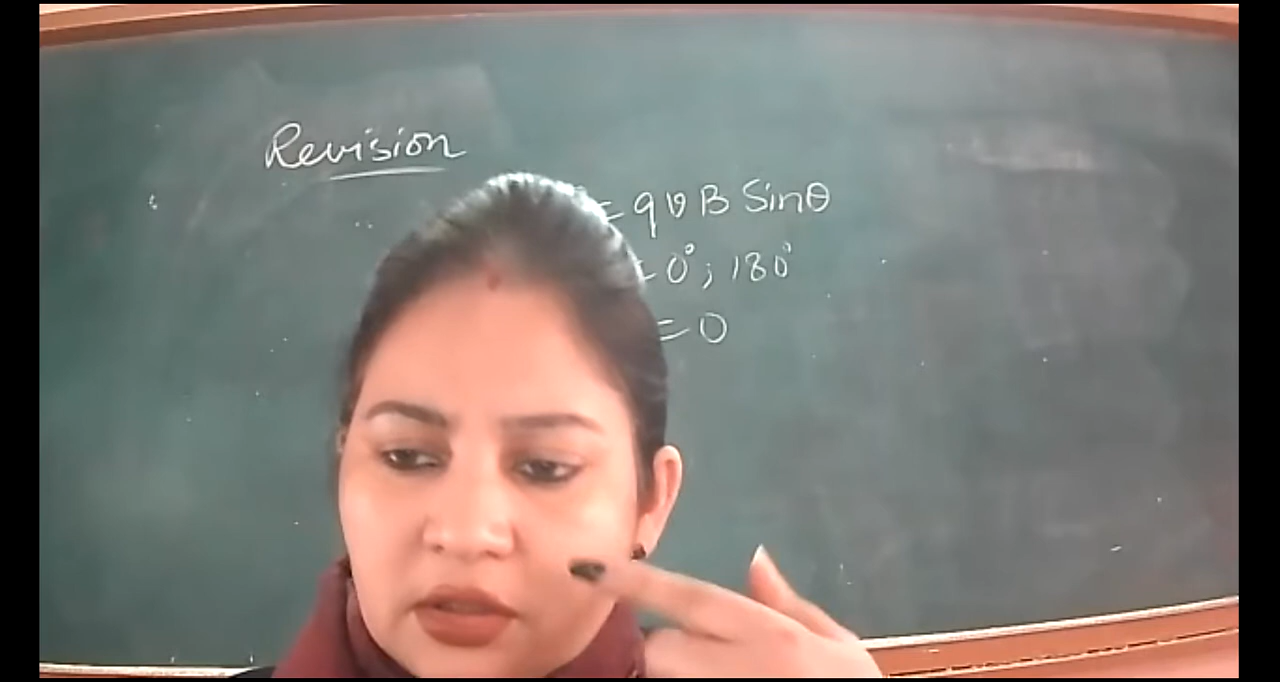 Revision
= qvB Sinθ
= 0°; 180°
= 0